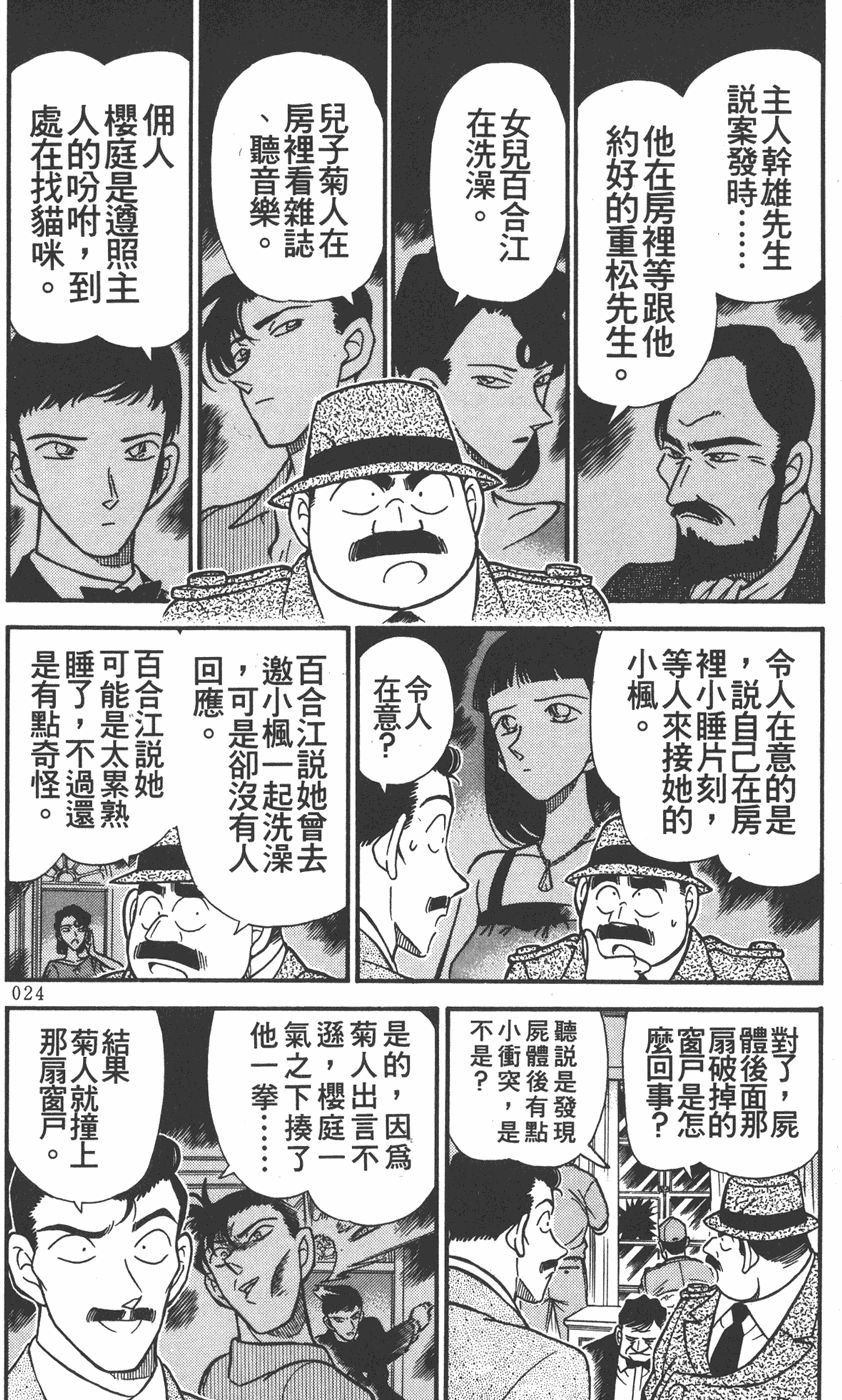 主人幹雄先生
説案發時⋯⋯
他在房裡等跟他
約好的重松先生。
女兒百合江
在洗澡。
兒子菊人在
房裡看雜誌
、聽音樂。
佣人
櫻庭是遵照主
人的吩咐，到
處在找貓咪。
令人在意的是
，説自己在房
裡小睡片刻，
等人來接她的
小楓。
令人
在意？
百合江説她曾去
邀小楓一起洗澡
，可是卻沒有人
回應。
百合江説她
可能是太累熟
睡了，不過還
是有點奇怪。
024
對了，屍
體後面那
扇破掉的
窗戶是怎
麼回事？
聽説是發現
屍體後有點
小衝突，是
不是？
是的，因爲
菊人出言不
遜，櫻庭一
氣之下揍了
他一拳⋯⋯
結果
菊人就撞上
那扇窗戶。